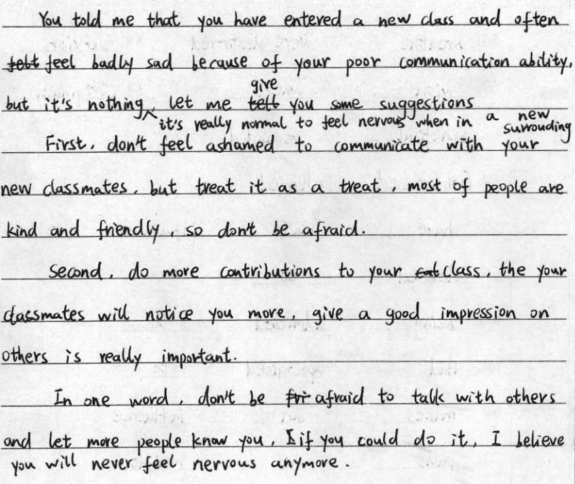 You told me that you have entered a new class and often
felt feel badly sad because of your poor communication ability,
but it's nothing, it's really normal to feel nervous when in a new surrouding let me tell give you some suggestions
First, don't feel ashamed to communicate with your
new classmates, but treat it as a treat, most of people are
kind and friendly, so don't be afraid.
Second, do more contributions to your class, the your
classmates will notice you more, give a good impression on
others is really important.
In one word, don't be afraid to talk with others
and let more people know you, if you could do it, I believe
you will never feel nervous anymore.